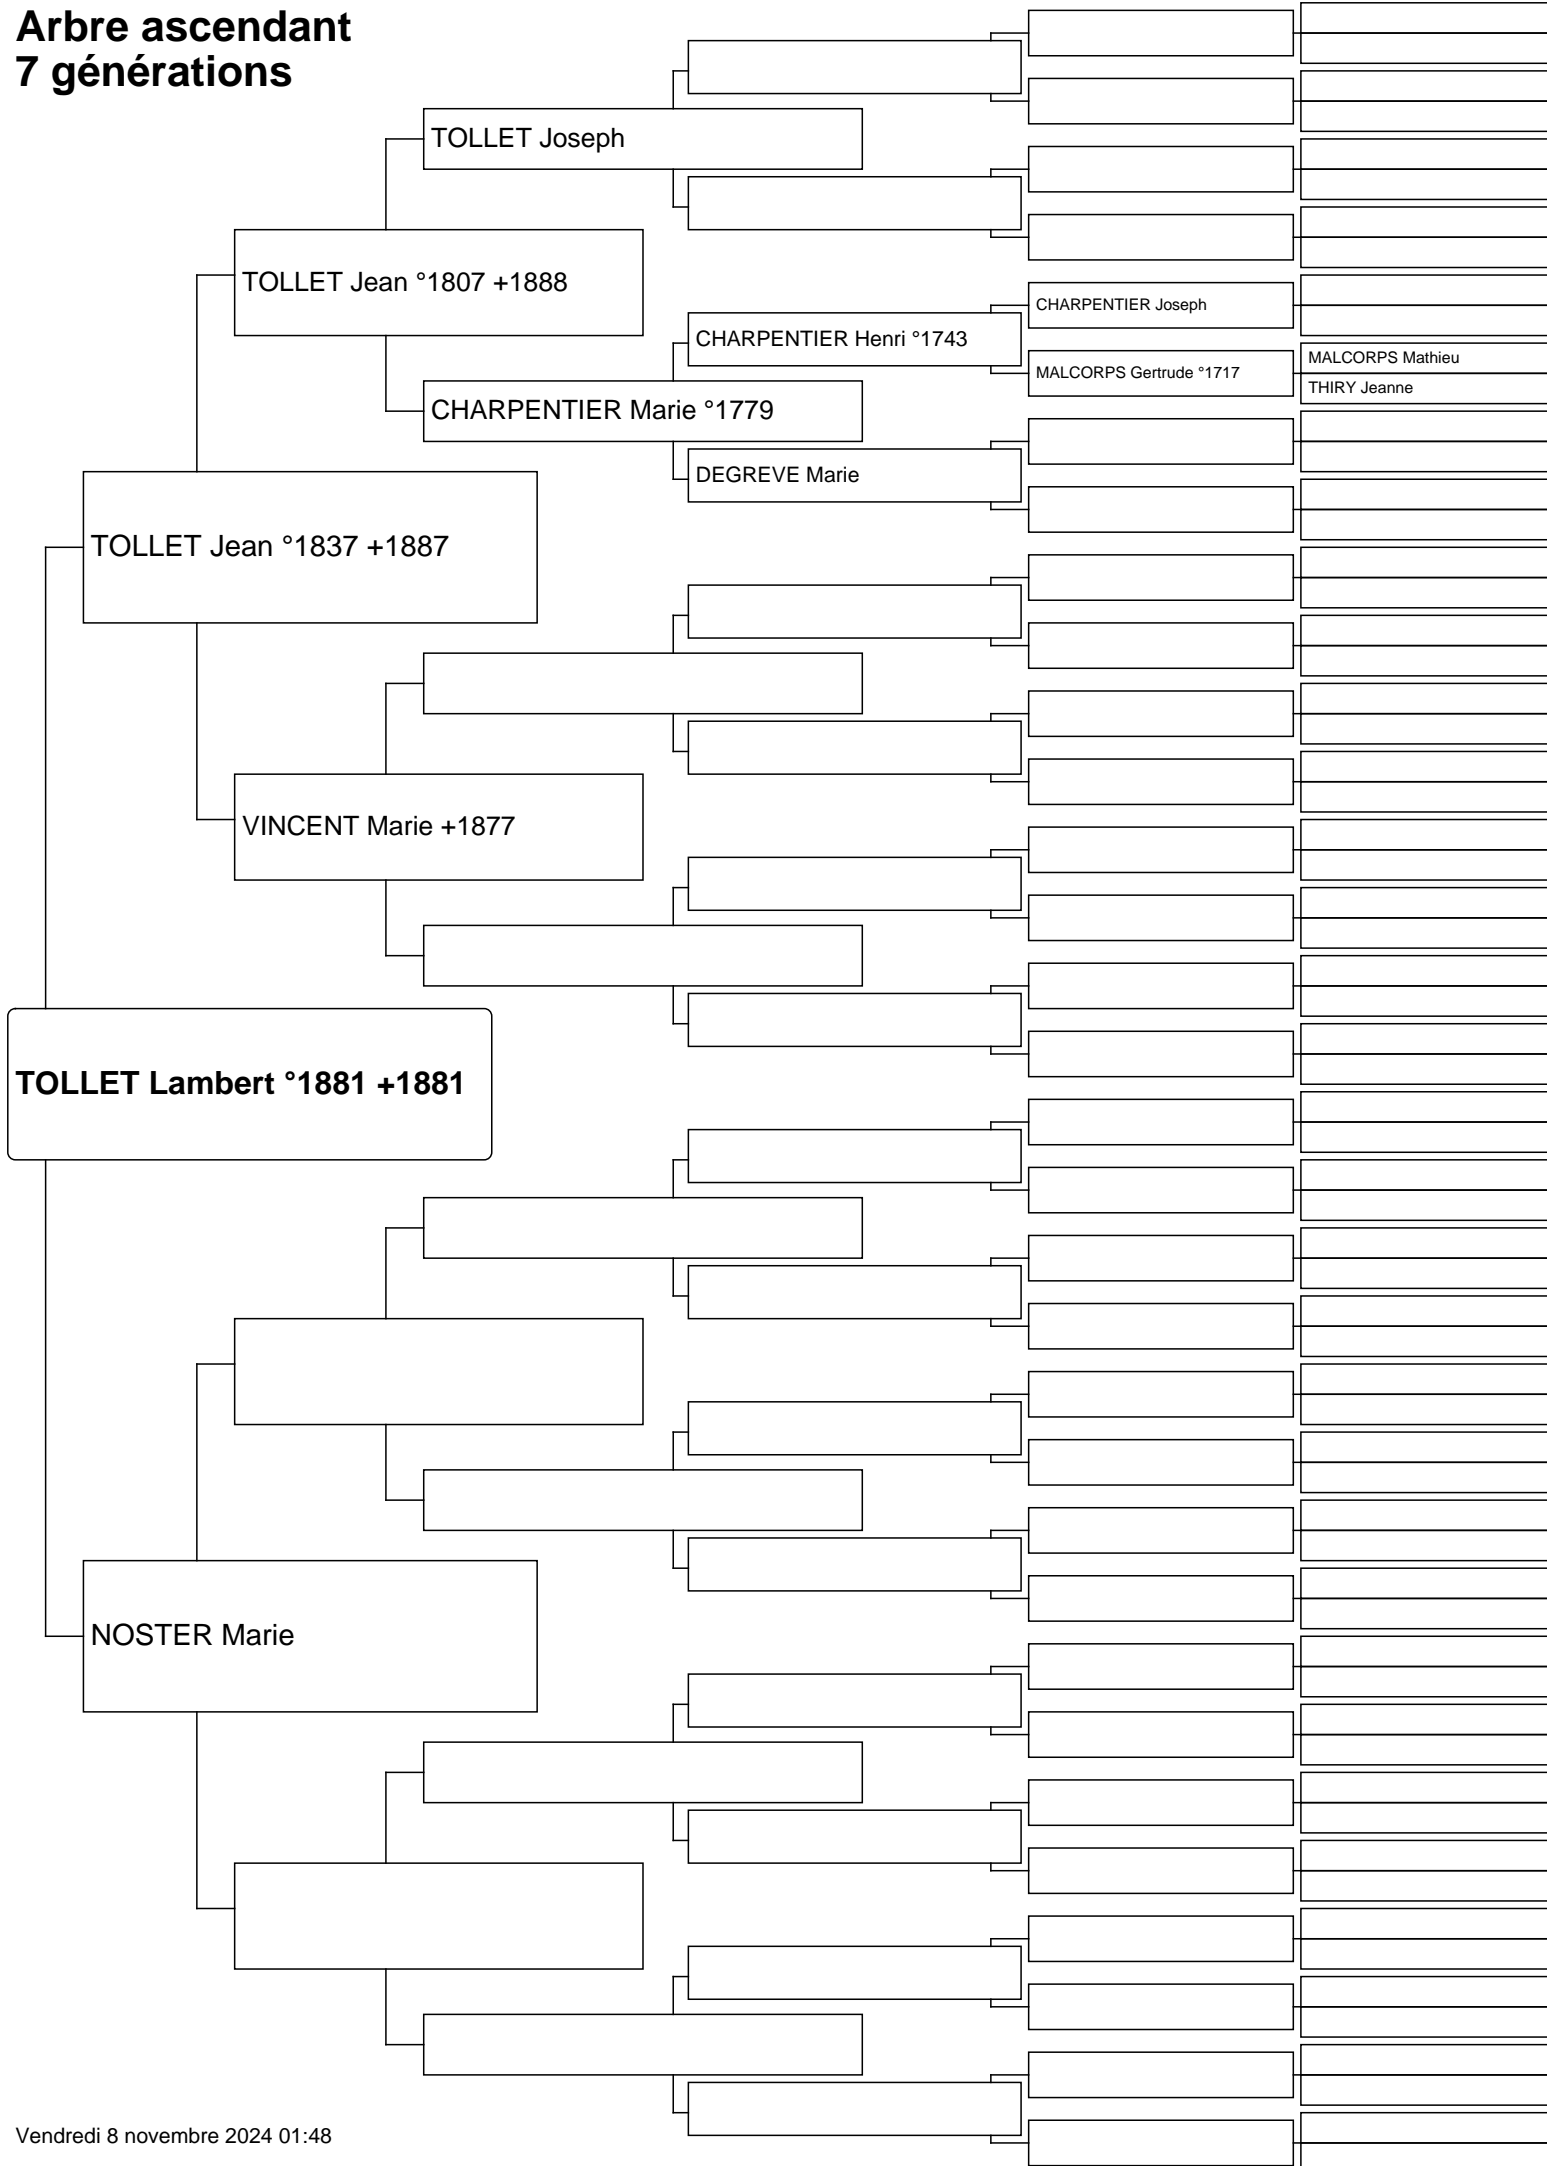 Arbre ascendant
7 générations
TOLLET Joseph
TOLLET Jean °1807 +1888
CHARPENTIER Joseph
CHARPENTIER Henri °1743
MALCORPS Mathieu
MALCORPS Gertrude °1717
THIRY Jeanne
CHARPENTIER Marie °1779
DEGREVE Marie
TOLLET Jean °1837 +1887
VINCENT Marie +1877
TOLLET Lambert °1881 +1881
NOSTER Marie
Vendredi 8 novembre 2024 01:48